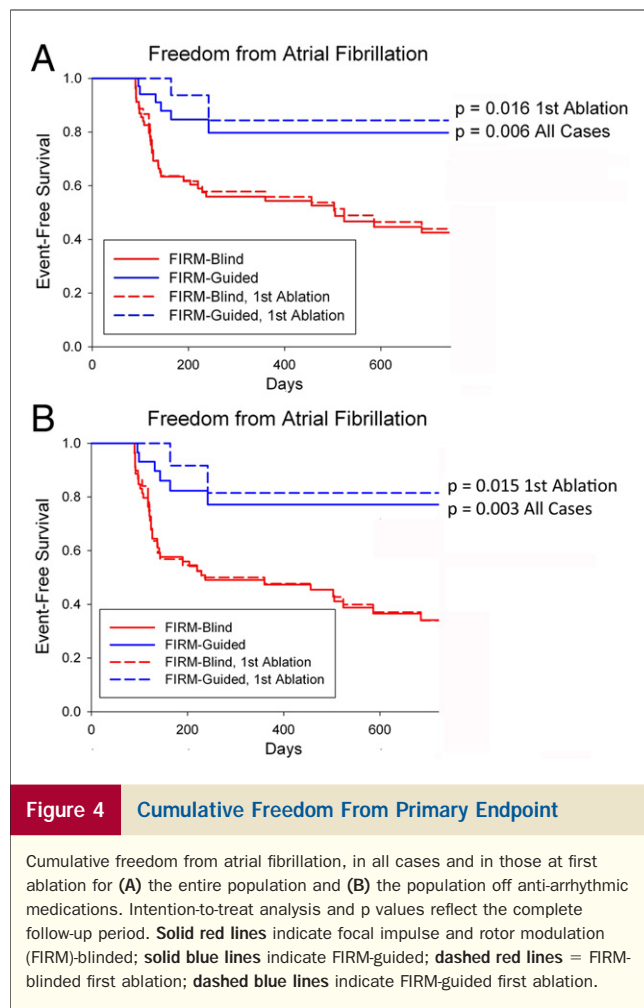 A
Freedom from Atrial Fibrillation
Event-Free Survival
1.0
0.8
0.6
0.4
0.2
0.0
p = 0.016 1st Ablation
p = 0.006 All Cases
FIRM-Blind
FIRM-Guided
FIRM-Blind, 1st Ablation
FIRM-Guided, 1st Ablation
0 200 400 600
Days
B
Freedom from Atrial Fibrillation
Event-Free Survival
1.0
0.8
0.6
0.4
0.2
0.0
p = 0.015 1st Ablation
p = 0.003 All Cases
FIRM-Blind
FIRM-Guided
FIRM-Blind, 1st Ablation
FIRM-Guided, 1st Ablation
0 200 400 600
Days
Figure 4 Cumulative Freedom From Primary Endpoint
Cumulative freedom from atrial fibrillation, in all cases and in those at first
ablation for (A) the entire population and (B) the population off anti-arrhythmic
medications. Intention-to-treat analysis and p values reflect the complete
follow-up period. Solid red lines indicate focal impulse and rotor modulation
(FIRM)-blinded; solid blue lines indicate FIRM-guided; dashed red lines = FIRM-
blinded first ablation; dashed blue lines indicate FIRM-guided first ablation.